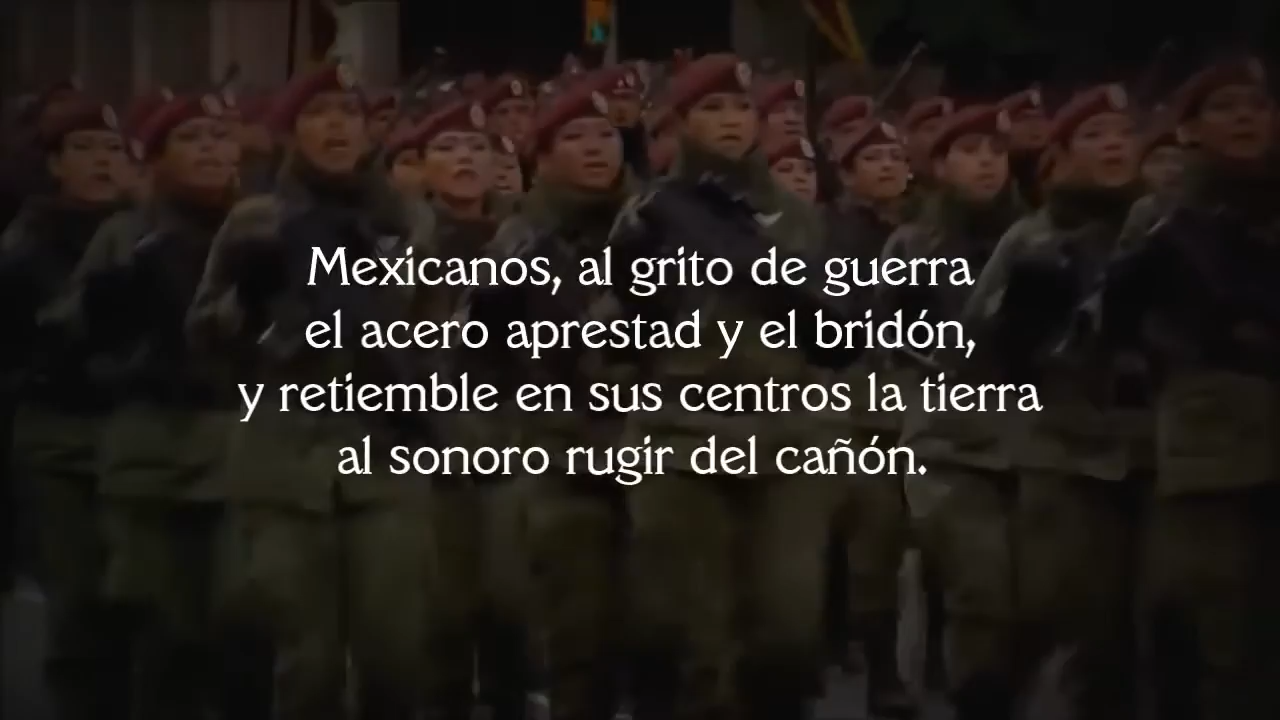 Mexicanos, al grito de guerra
el acero aprestad y el bridón,
y retiemble en sus centros la tierra
al sonoro rugir del cañón.